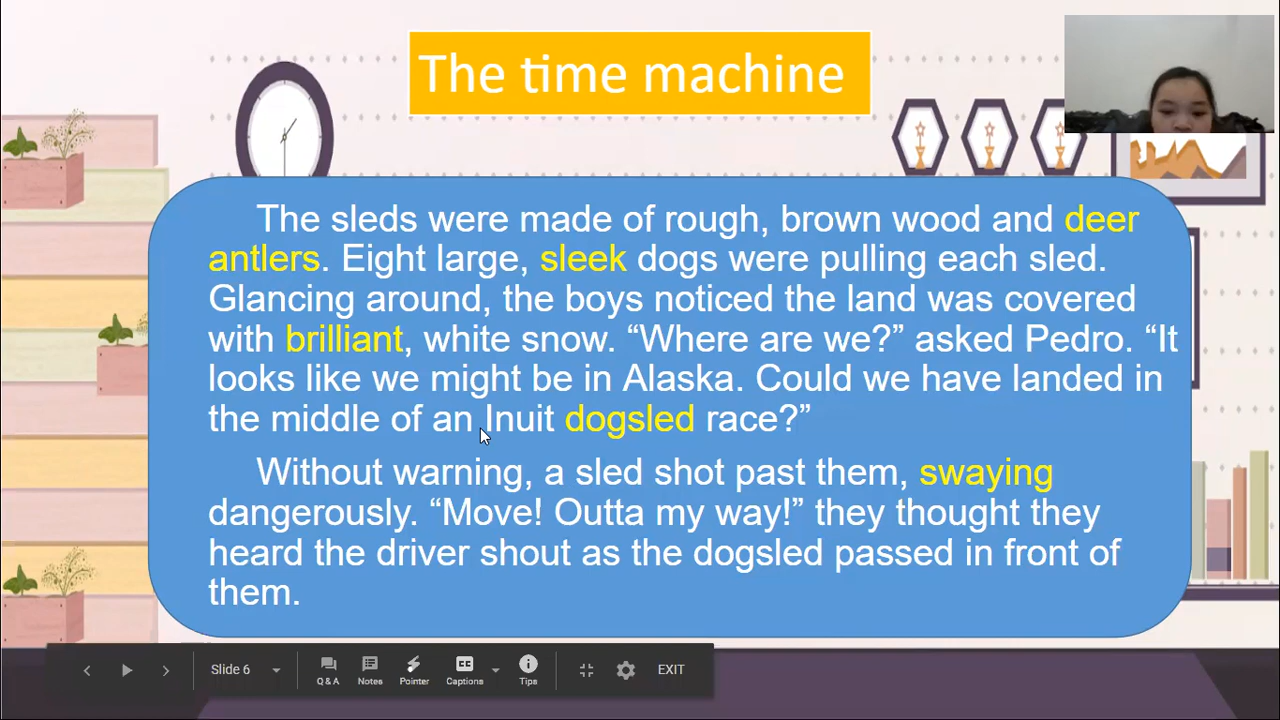 The time machine
The sleds were made of rough, brown wood and deer
antlers. Eight large, sleek dogs were pulling each sled.
Glancing around, the boys noticed the land was covered
with brilliant, white snow. “Where are we?” asked Pedro. “It
looks like we might be in Alaska. Could we have landed in
the middle of an Inuit dogsled race?”
Without warning, a sled shot past them, swaying
dangerously. “Move! Outta my way!” they thought they
heard the driver shout as the dogsled passed in front of
them.
Slide 6
Q & A
Notes
Pointer
CC
Captions
Tips
EXIT